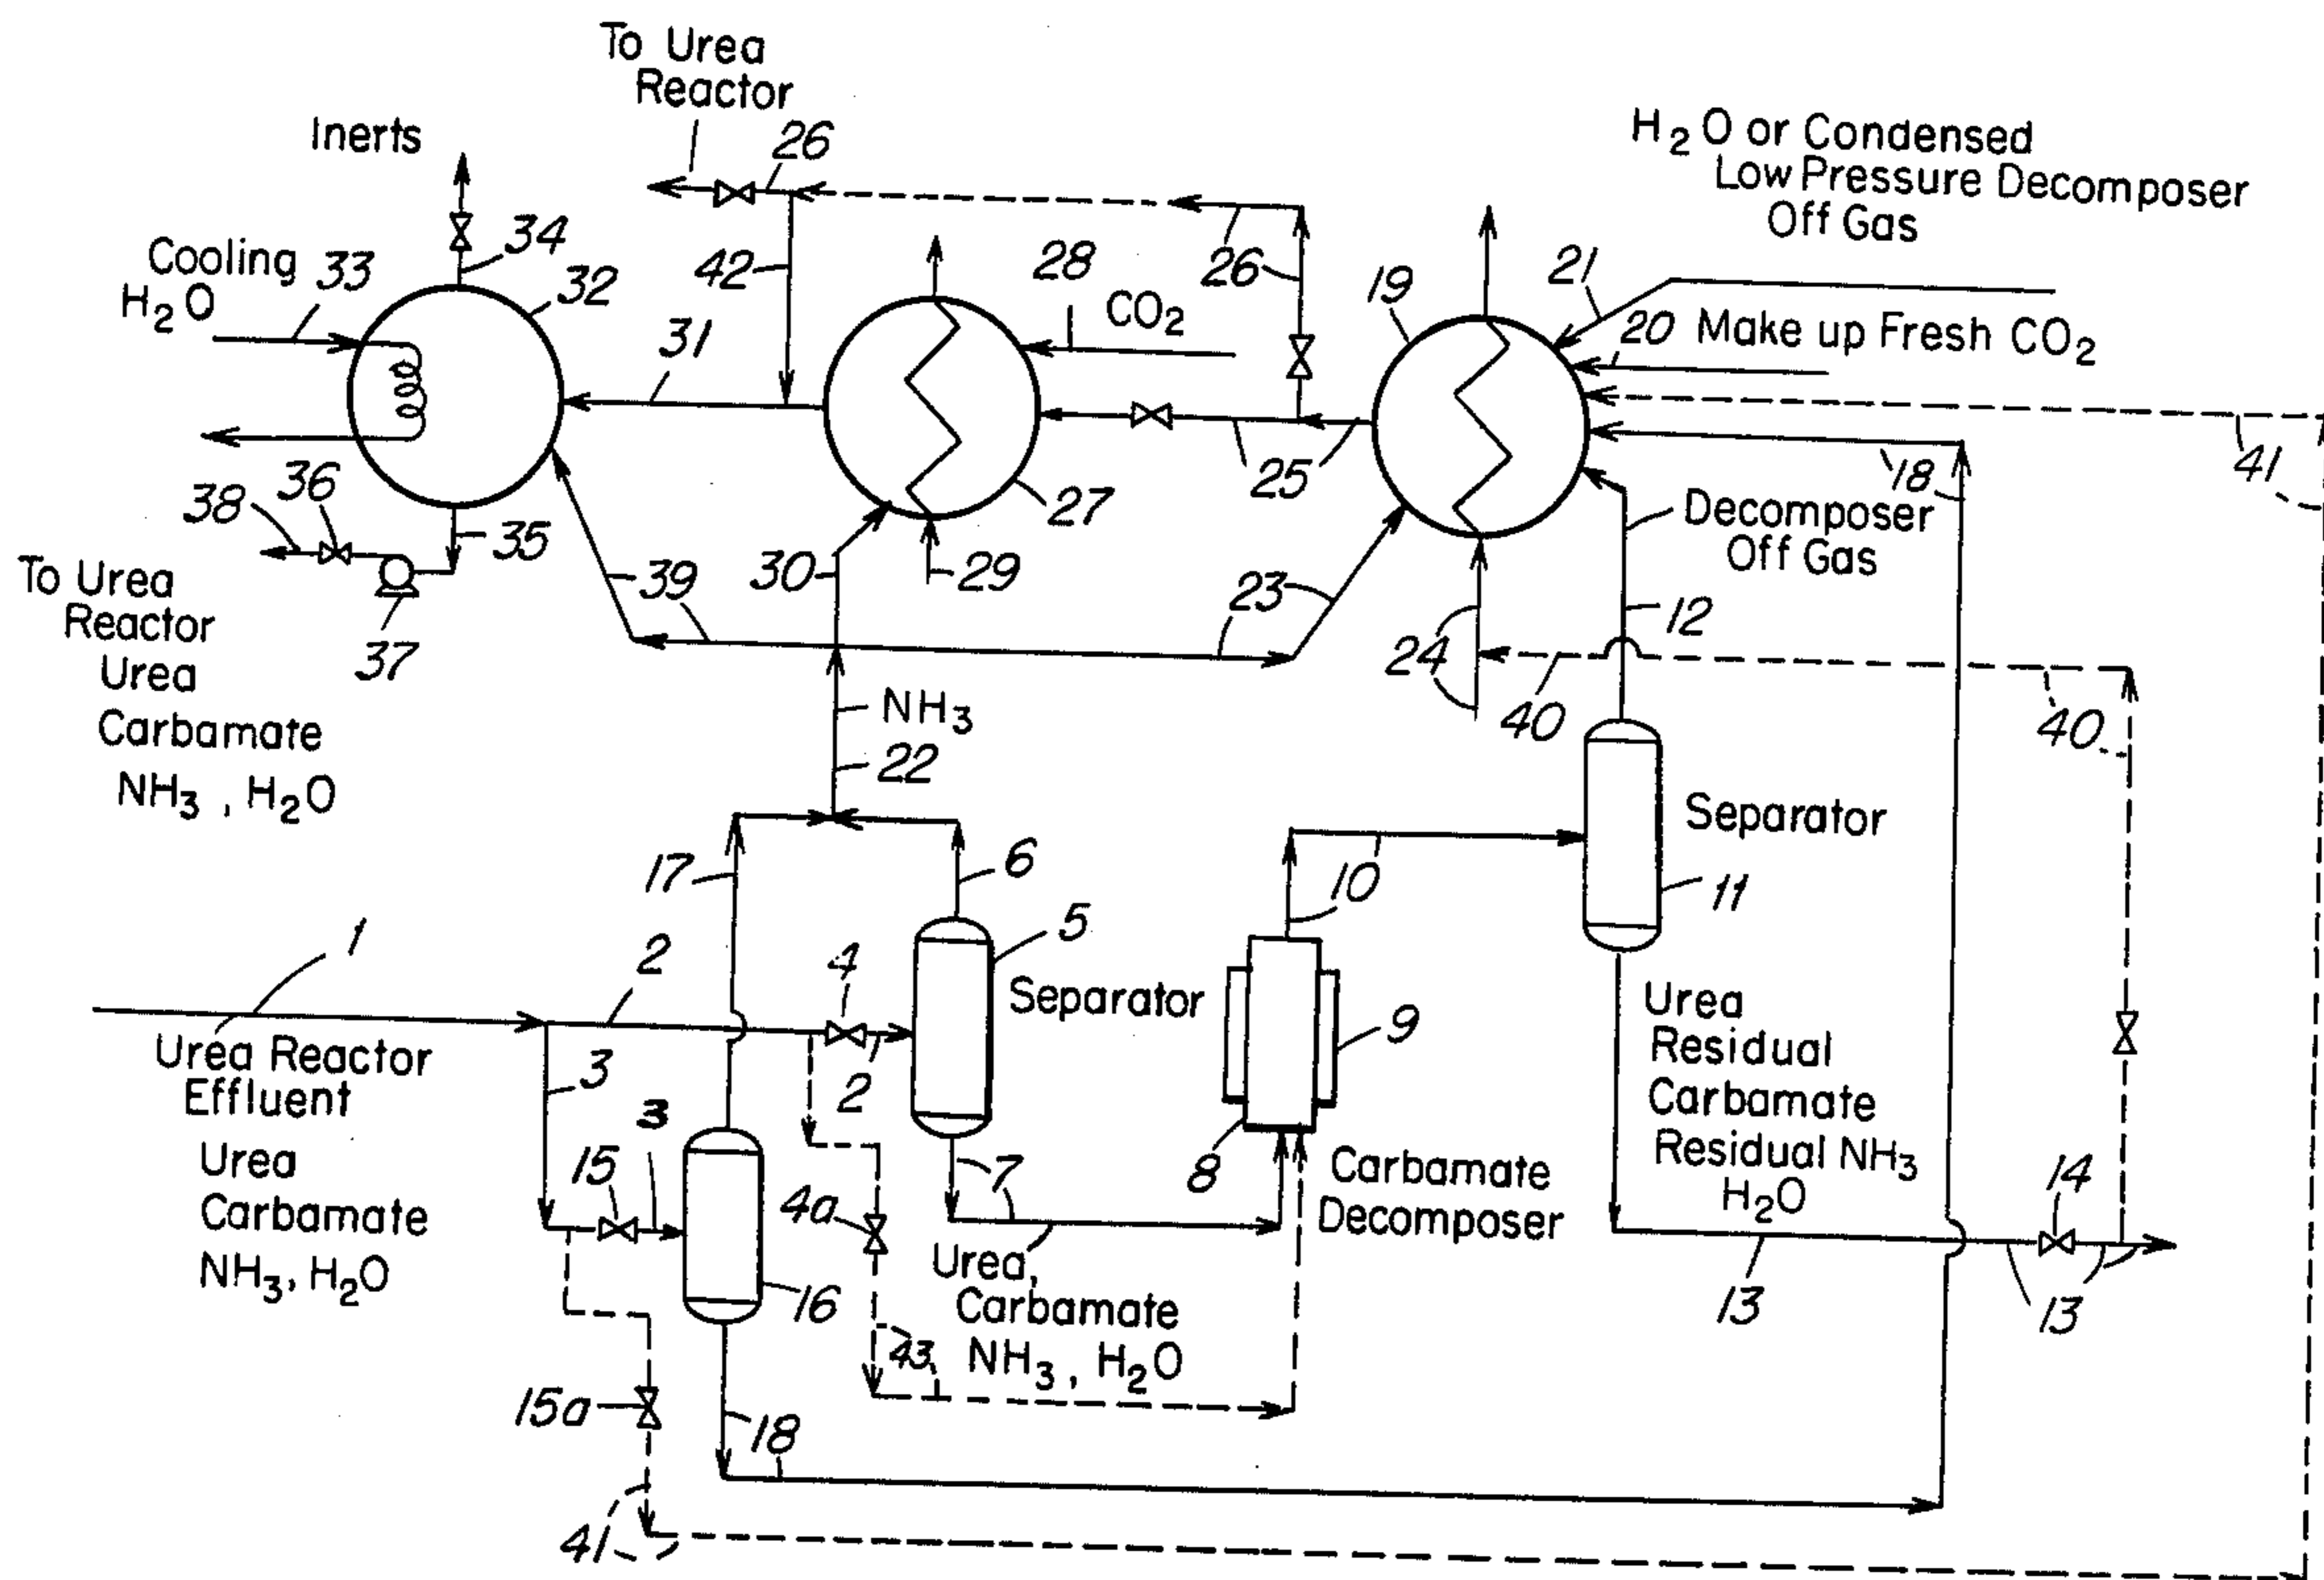 To Urea
Reactor
26
Inerts
H2O or Condensed
Low Pressure Decomposer
Off Gas
34
Cooling
H2O
33
32
42
28
26
19
21
CO2
31
20 Make up Fresh CO2
25
18
41
27
36
38
35
Decomposer
Off Gas
30
29
39
23
12
To Urea
Reactor
Urea
Carbamate
NH3, H2O
37
24
40
40
NH3
22
Separator
17
6
10
11
5
1
2
4
Separator
9
Urea
Residual
Carbamate
Residual NH3
H2O
Urea Reactor
Effluent
3
2
3
Urea
Carbamate
NH3, H2O
15
7
8
Carbamate
Decomposer
14
4a
16
Urea,
Carbamate
NH3, H2O
13
13
43
15a
18
41